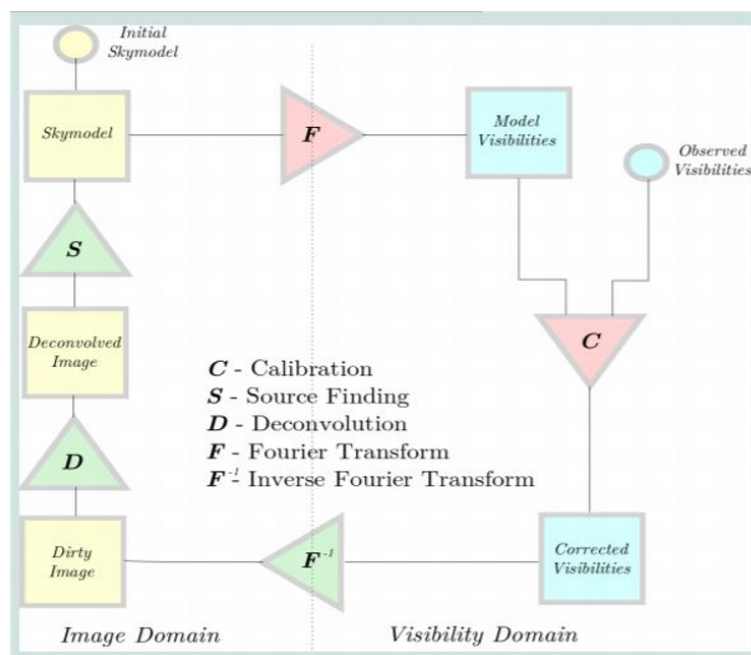 Initial
Skymodel
Skymodel
F
Model
Visibilities
Observed
Visibilities
S
C
Deconvolved
Image
C - Calibration
S - Source Finding
D - Deconvolution
F - Fourier Transform
F⁻¹- Inverse Fourier Transform
D
Dirty
Image
F⁻¹
Corrected
Visibilities
Image Domain
Visibility Domain